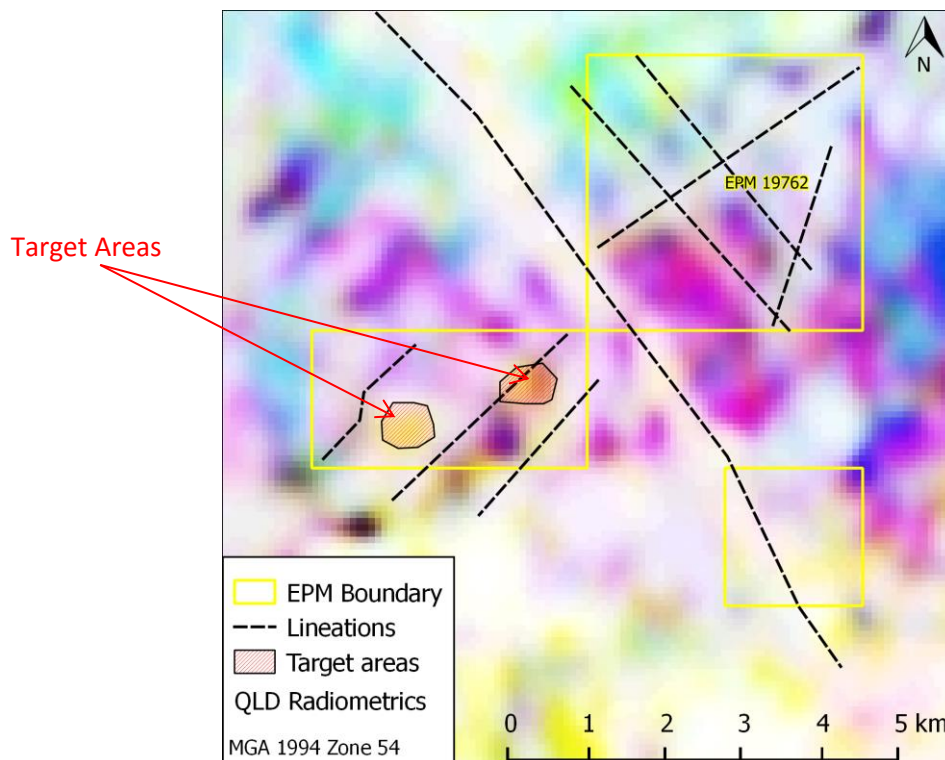 N
EPM 19762
Target Areas
EPM Boundary
Lineations
Target areas
QLD Radiometrics
MGA 1994 Zone 54
0 1 2 3 4 5 km